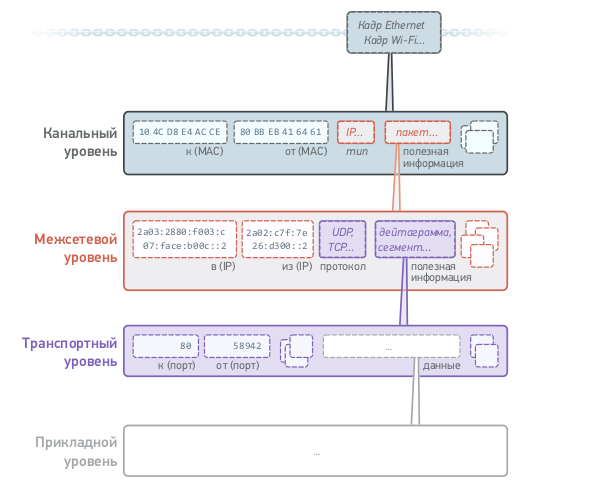 Кадр Ethernet
Кадр Wi-Fi...
Канальный
уровень
10 4C D8 E4 AC CE
80 BB EB 41 64 61
IP...
пакет...
к (MAC)
от (MAC)
тип
полезная
информация
Межсетевой
уровень
2a03:2880:f003:c
07:face:b00c::2
2a02:c7f:7e
26:d300::2
UDP,
TCP...
дейтаграмма,
сегмент...
в (IP)
из (IP)
протокол
полезная
информация
Транспортный
уровень
80
58942
...
к (порт)
от (порт)
данные
Прикладной
уровень
...